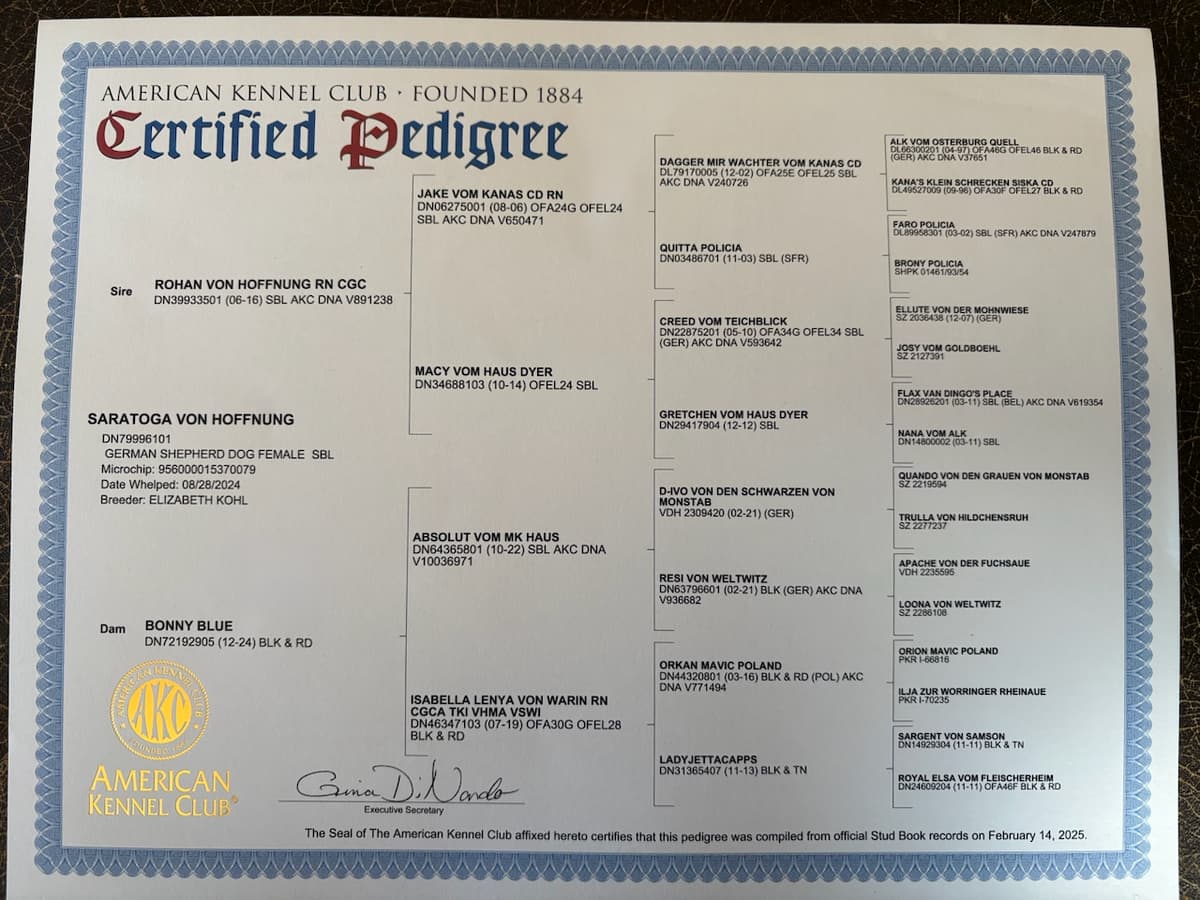 AMERICAN KENNEL CLUB · FOUNDED 1884
Certified Pedigree
Sire
ROHAN VON HOFFNUNG RN CGC
DN39933501 (06-16) SBL AKC DNA V891238
SARATOGA VON HOFFNUNG
DN79996101
GERMAN SHEPHERD DOG FEMALE SBL
Microchip: 956000015370079
Date Whelped: 08/28/2024
Breeder: ELIZABETH KOHL
Dam
BONNY BLUE
DN72192905 (12-24) BLK & RD
JAKE VOM KANAS CD RN
DN06275001 (08-06) OFA24G OFEL24
SBL AKC DNA V650471
MACY VOM HAUS DYER
DN34688103 (10-14) OFEL24 SBL
ABSOLUT VOM MK HAUS
DN64365801 (10-22) SBL AKC DNA
V10036971
ISABELLA LENYA VON WARIN RN
CGCA TKI VHMA VSWI
DN46347103 (07-19) OFA30G OFEL28
BLK & RD
DAGGER MIR WACHTER VOM KANAS CD
DL79170005 (12-02) OFA25E OFEL25 SBL
AKC DNA V240726
QUITTA POLICIA
DN03486701 (11-03) SBL (SFR)
CREED VOM TEICHBLICK
DN22875201 (05-10) OFA34G OFEL34 SBL
(GER) AKC DNA V593642
GRETCHEN VOM HAUS DYER
DN29417904 (12-12) SBL
D-IVO VON DEN SCHWARZEN VON
MONSTAB
VDH 2309420 (02-21) (GER)
RESI VON WELTWITZ
DN63796601 (02-21) BLK (GER) AKC DNA
V936682
ORKAN MAVIC POLAND
DN44320801 (03-16) BLK & RD (POL) AKC
DNA V771494
LADYJETTACAPPS
DN31365407 (11-13) BLK & TN
ALK VOM OSTERBURG QUELL
DL66300201 (04-97) OFA46G OFEL46 BLK & RD
(GER) AKC DNA V37651
KANA'S KLEIN SCHRECKEN SISKA CD
DL49527009 (09-96) OFA30F OFEL27 BLK & RD
FARO POLICIA
DL89958301 (03-02) SBL (SFR) AKC DNA V247879
BRONY POLICIA
SHPK 01461/93/54
ELLUTE VON DER MOHNWIESE
SZ 2036438 (12-07) (GER)
JOSY VOM GOLDBOEHL
SZ 2127391
FLAX VAN DINGO'S PLACE
DN28926201 (03-11) SBL (BEL) AKC DNA V619354
NANA VOM ALK
DN14800002 (03-11) SBL
QUANDO VON DEN GRAUEN VON MONSTAB
SZ 2219594
TRULLA VON HILDCHENSRUH
SZ 2277237
APACHE VON DER FUCHSAUE
VDH 2235595
LOONA VON WELTWITZ
SZ 2286108
ORION MAVIC POLAND
PKR I-66816
ILJA ZUR WORRINGER RHEINAUE
PKR I-70235
SARGENT VON SAMSON
DN14929304 (11-11) BLK & TN
ROYAL ELSA VOM FLEISCHERHEIM
DN24609204 (11-11) OFA46F BLK & RD
AMERICAN KENNEL CLUB
AKC
FOUNDED 1884
AMERICAN
KENNEL CLUB®
Gina DiNardo
Executive Secretary
The Seal of The American Kennel Club affixed hereto certifies that this pedigree was compiled from official Stud Book records on February 14, 2025.